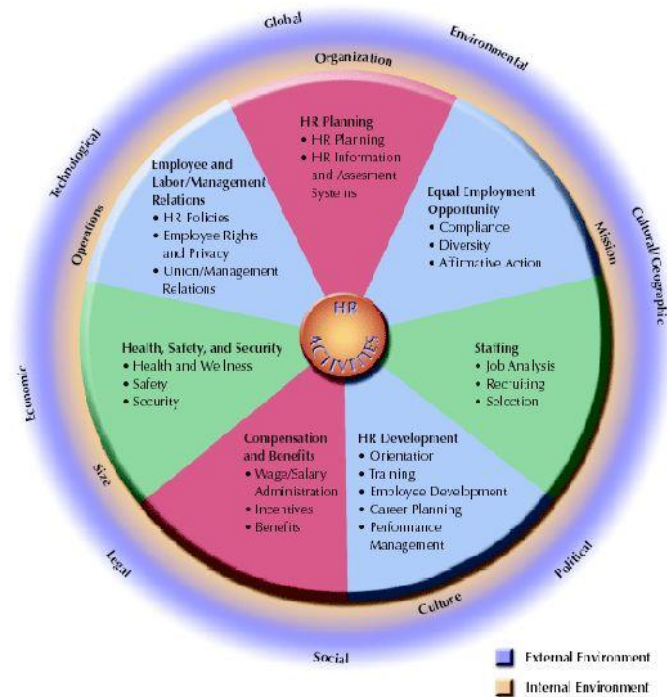 Global
Environmental
Organization
Technological
Operations
Mission
Cultural/Geographic
Economic
Size
Legal
Social
Culture
Political
HR Planning
• HR Planning
• HR Information
and Assesment
Systems
Employee and
Labor/Management
Relations
• HR Policies
• Employee Rights
and Privacy
• Union/Management
Relations
Equal Employment
Opportunity
• Compliance
• Diversity
• Affirmative Action
HR
ACTIVITIES
Health, Safety, and Security
• Health and Wellness
• Safety
• Security
Staffing
• Job Analysis
• Recruiting
• Selection
Compensation
and Benefits
• Wage/Salary
Administration
• Incentives
• Benefits
HR Development
• Orientation
• Training
• Employee Development
• Career Planning
• Performance
Management
External Environment
Internal Environment